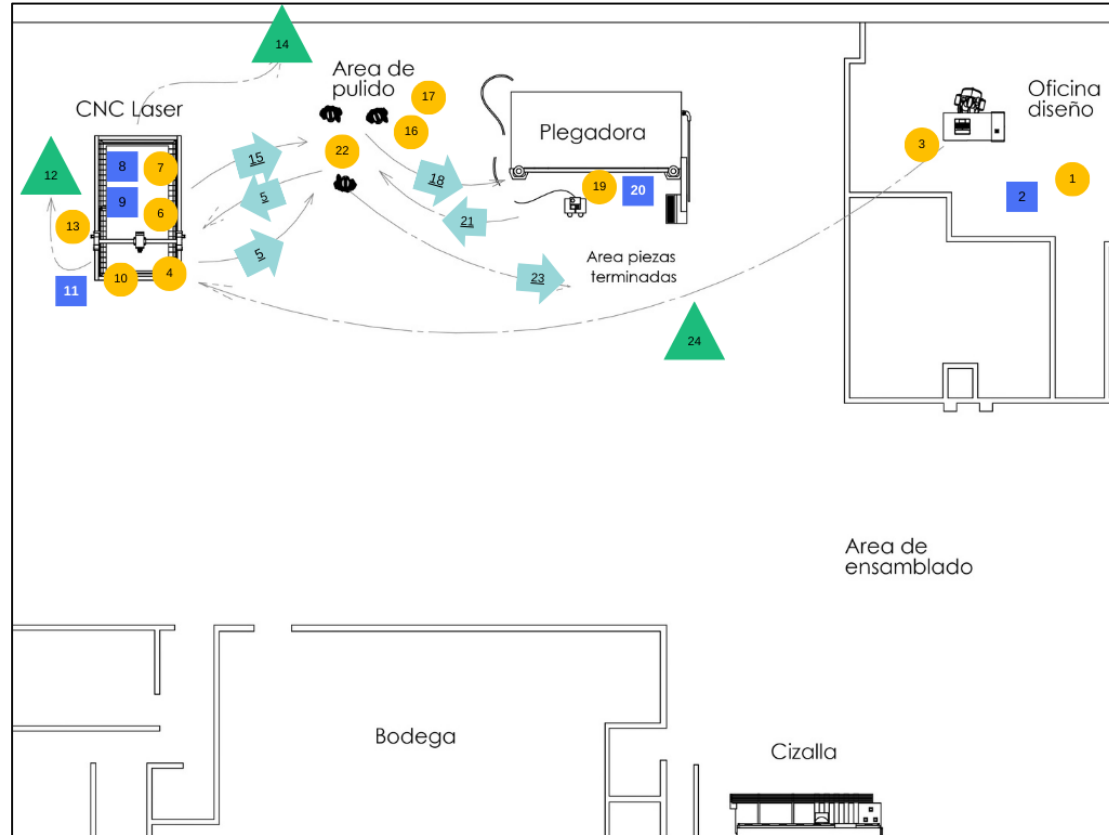 14
Area de
pulido
17
16
CNC Laser
Plegadora
Oficina
diseño
3
8
7
15
22
12
18
1
9
6
5
19
20
2
13
21
5
Area piezas
terminadas
10
4
23
11
24
Area de
ensamblado
Bodega
Cizalla